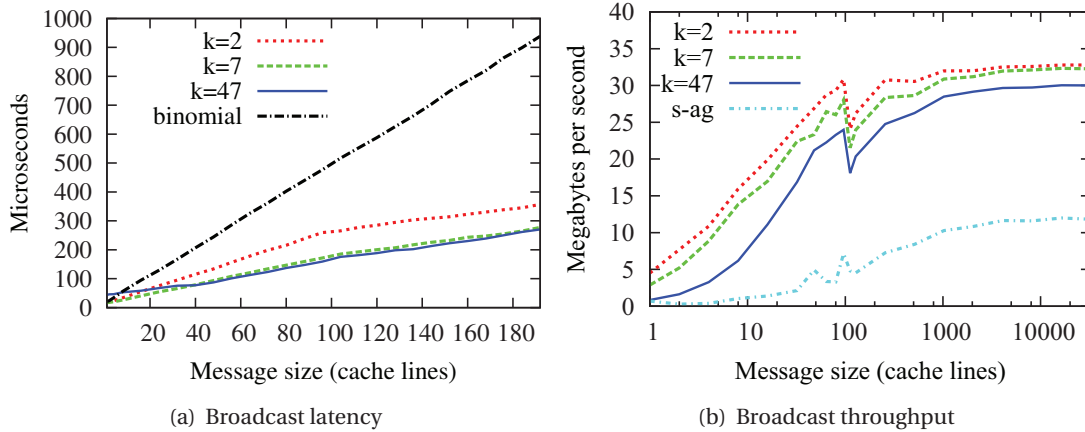 1000
900
800
700
600
500
400
300
200
100
0
Microseconds
k=2
k=7
k=47
binomial
20 40 60 80 100 120 140 160 180
Message size (cache lines)
(a) Broadcast latency
40
35
30
25
20
15
10
5
0
Megabytes per second
k=2
k=7
k=47
s-ag
1 10 100 1000 10000
Message size (cache lines)
(b) Broadcast throughput